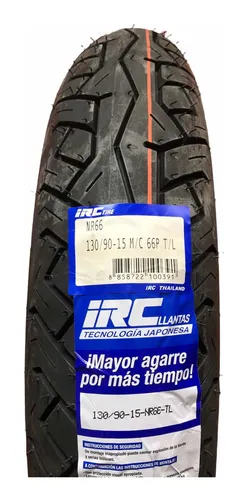 IRC TIRE
NR66
130/90-15 M/C 66P T/L
8 858722 100391
IRC THAILAND
IRC
LLANTAS
TECNOLOGÍA JAPONESA
¡Mayor agarre
por más tiempo!
130/90-15-NR66-TL
INSTRUCCIONES DE SEGURIDAD